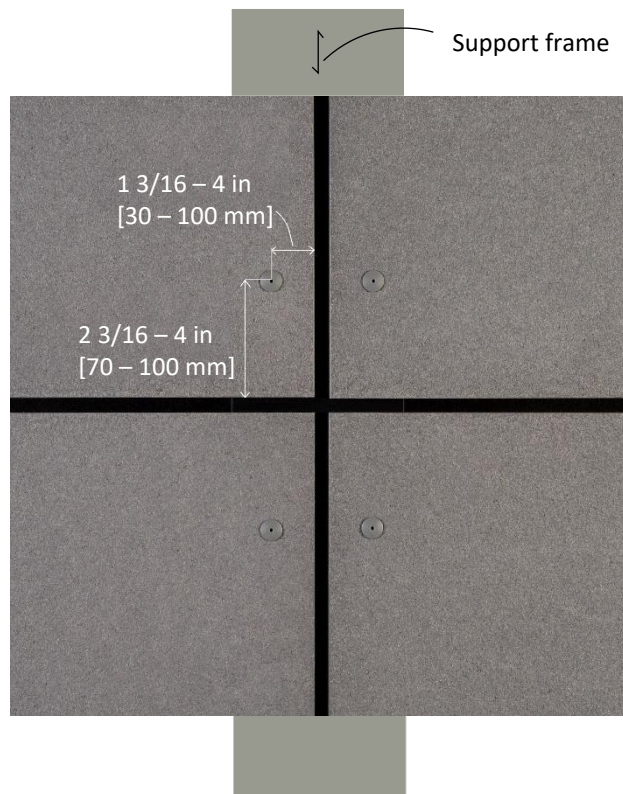 Support frame
1 3/16 – 4 in
[30 – 100 mm]
2 3/16 – 4 in
[70 – 100 mm]